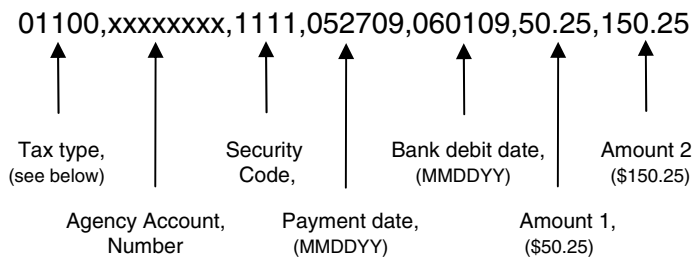 01100,xxxxxxxx,1111,052709,060109,50.25,150.25
Tax type,
(see below)
Security
Code,
Bank debit date,
(MMDDYY)
Amount 2
($150.25)
Agency Account,
Number
Payment date,
(MMDDYY)
Amount 1,
($50.25)